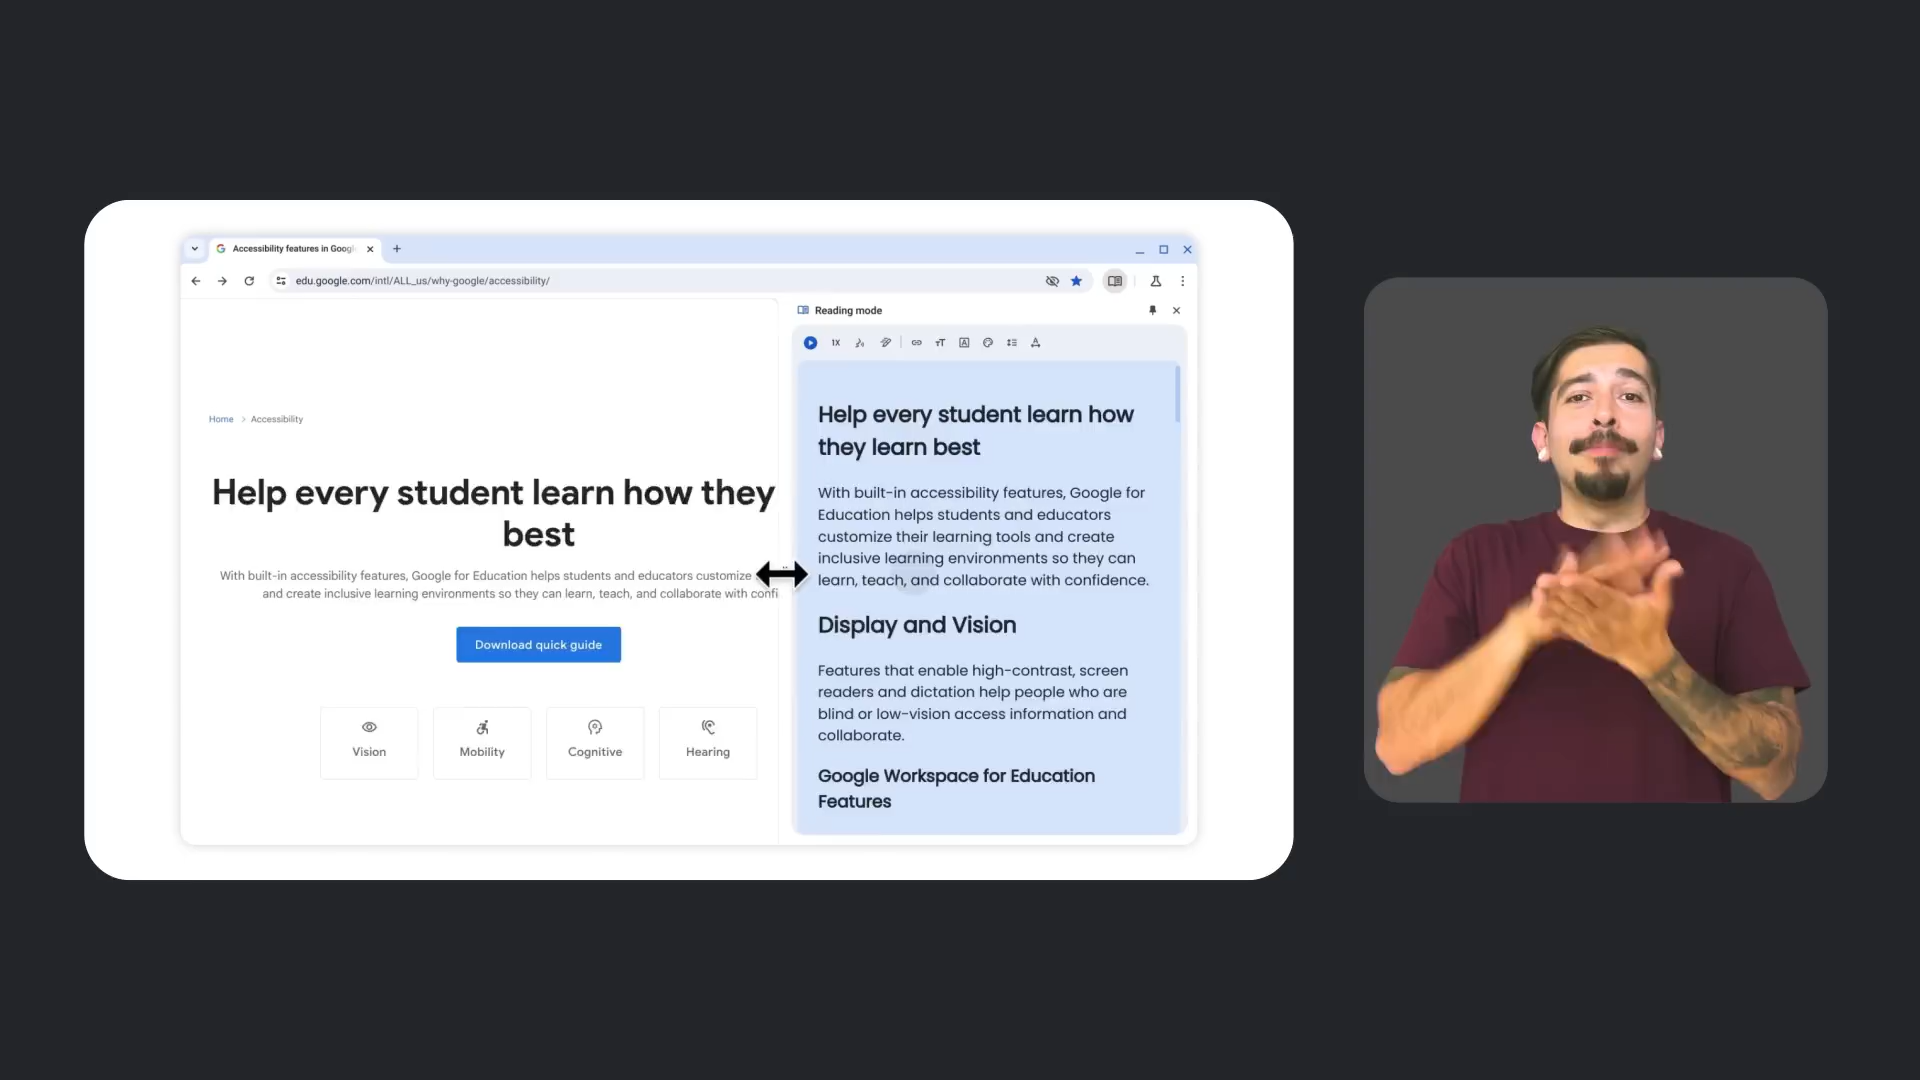 Accessibility features in Googl
edu.google.com/intl/ALL_us/why-google/accessibility/
Home > Accessibility
Help every student learn how they
best
With built-in accessibility features, Google for Education helps students and educators customize
and create inclusive learning environments so they can learn, teach, and collaborate with confi
Download quick guide
Vision
Mobility
Cognitive
Hearing
Reading mode
1X
Help every student learn how
they learn best
With built-in accessibility features, Google for
Education helps students and educators
customize their learning tools and create
inclusive learning environments so they can
learn, teach, and collaborate with confidence.
Display and Vision
Features that enable high-contrast, screen
readers and dictation help people who are
blind or low-vision access information and
collaborate.
Google Workspace for Education
Features